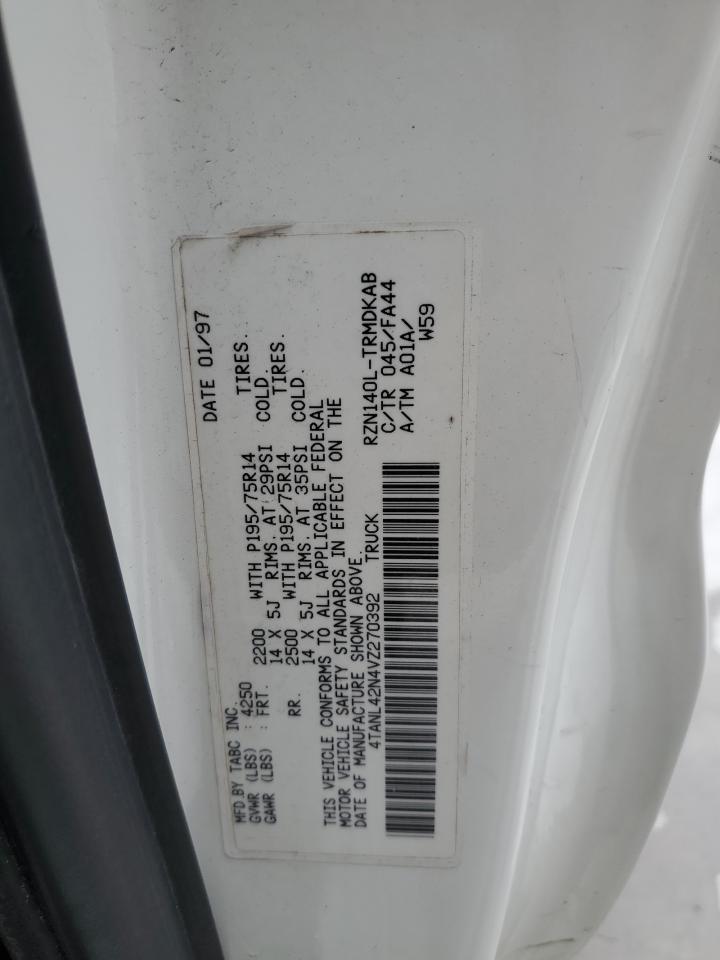 DATE 01/97
MFD.BY TABC INC.
GVWR (LBS) : 4250
GAWR (LBS) : FRT. 2200 WITH P195/75R14 TIRES.
14 X 5J RIMS. AT 29PSI COLD.
RR. 2500 WITH P195/75R14 TIRES.
14 X 5J RIMS. AT 35PSI COLD.
THIS VEHICLE CONFORMS TO ALL APPLICABLE FEDERAL
MOTOR VEHICLE SAFETY STANDARDS IN EFFECT ON THE
DATE OF MANUFACTURE SHOWN ABOVE.
4TANL42N4VZ270392 TRUCK
RZN140L-TRMDKAB
C/TR 045/FA44
A/TM A01A/
W59